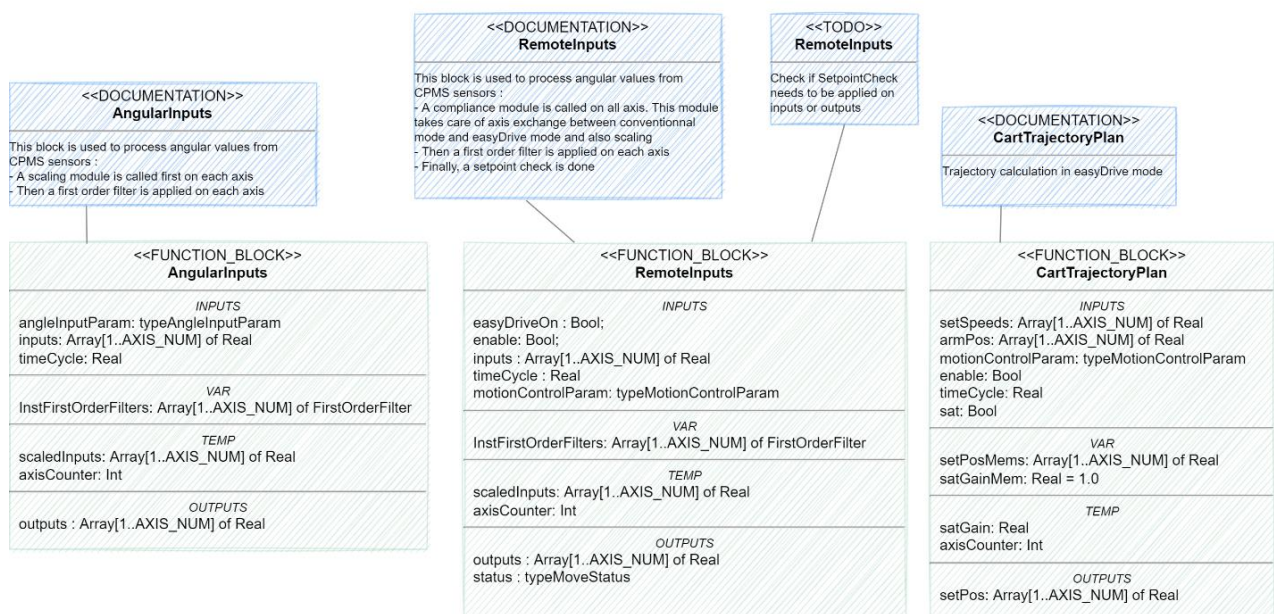 <<DOCUMENTATION>>
AngularInputs
This block is used to process angular values from
CPMS sensors :
- A scaling module is called first on each axis
- Then a first order filter is applied on each axis
<<DOCUMENTATION>>
RemoteInputs
This block is used to process angular values from
CPMS sensors :
- A compliance module is called on all axis. This module
takes care of axis exchange between conventionnal
mode and easyDrive mode and also scaling
- Then a first order filter is applied on each axis
- Finally, a setpoint check is done
<<TODO>>
RemoteInputs
Check if SetpointCheck
needs to be applied on
inputs or outputs
<<DOCUMENTATION>>
CartTrajectoryPlan
Trajectory calculation in easyDrive mode
<<FUNCTION_BLOCK>>
AngularInputs
INPUTS
angleInputParam: typeAngleInputParam
inputs: Array[1..AXIS_NUM] of Real
timeCycle: Real
VAR
InstFirstOrderFilters: Array[1..AXIS_NUM] of FirstOrderFilter
TEMP
scaledInputs: Array[1..AXIS_NUM] of Real
axisCounter: Int
OUTPUTS
outputs : Array[1..AXIS_NUM] of Real
<<FUNCTION_BLOCK>>
RemoteInputs
INPUTS
easyDriveOn : Bool;
enable: Bool;
inputs : Array[1..AXIS_NUM] of Real
timeCycle : Real
motionControlParam: typeMotionControlParam
VAR
InstFirstOrderFilters: Array[1..AXIS_NUM] of FirstOrderFilter
TEMP
scaledInputs: Array[1..AXIS_NUM] of Real
axisCounter: Int
OUTPUTS
outputs : Array[1..AXIS_NUM] of Real
status : typeMoveStatus
<<FUNCTION_BLOCK>>
CartTrajectoryPlan
INPUTS
setSpeeds: Array[1..AXIS_NUM] of Real
armPos: Array[1..AXIS_NUM] of Real
motionControlParam: typeMotionControlParam
enable: Bool
timeCycle: Real
sat: Bool
VAR
setPosMems: Array[1..AXIS_NUM] of Real
satGainMem: Real = 1.0
TEMP
satGain: Real
axisCounter: Int
OUTPUTS
setPos: Array[1..AXIS_NUM] of Real